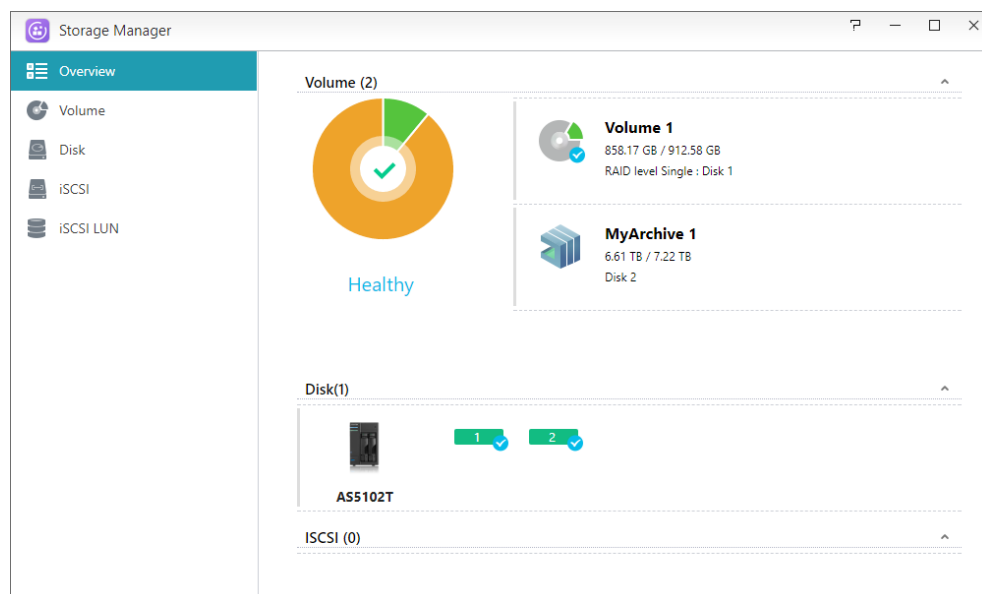 Storage Manager
Overview
Volume
Disk
iSCSI
iSCSI LUN
Volume (2)
Healthy
Volume 1
858.17 GB / 912.58 GB
RAID level Single : Disk 1
MyArchive 1
6.61 TB / 7.22 TB
Disk 2
Disk(1)
1 2
AS5102T
ISCSI (0)